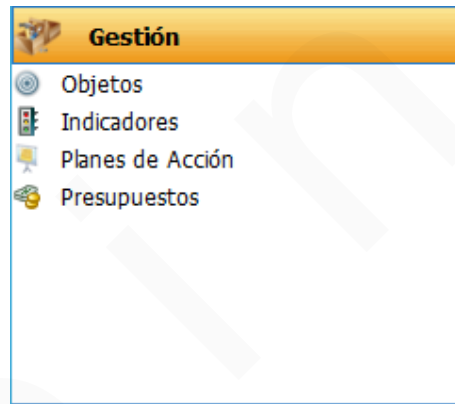 Gestión
Objetos
Indicadores
Planes de Acción
Presupuestos